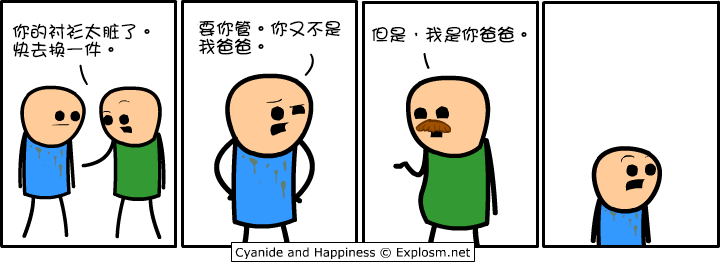 你的衬衫太脏了。
快去换一件。
要你管。你又不是
我爸爸。
但是，我是你爸爸。
Cyanide and Happiness © Explosm.net